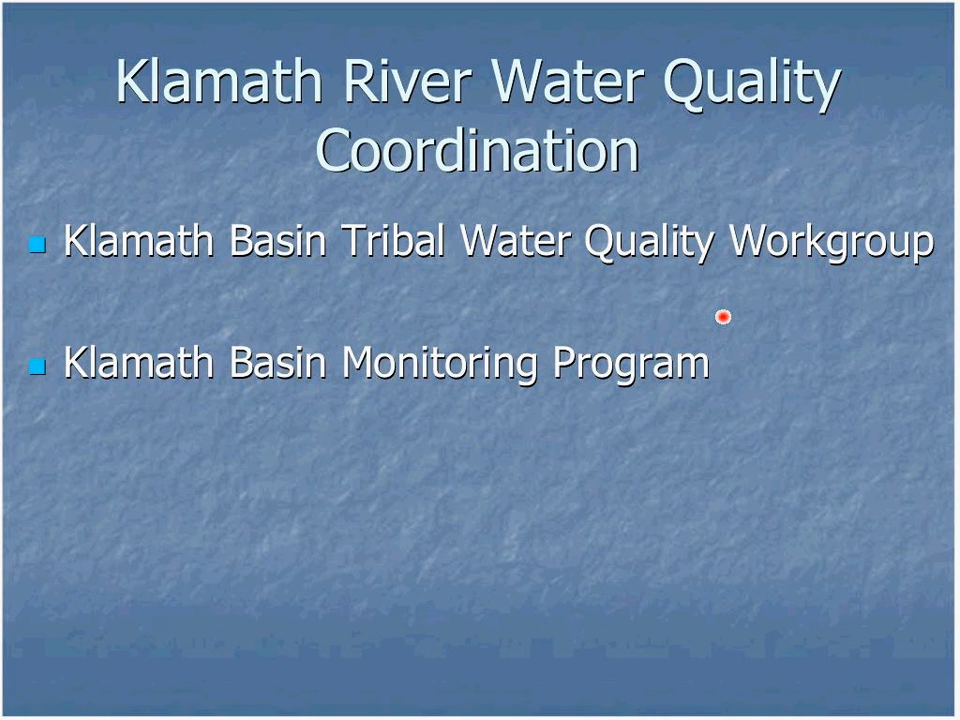 Klamath River Water Quality
Coordination
Klamath Basin Tribal Water Quality Workgroup
Klamath Basin Monitoring Program